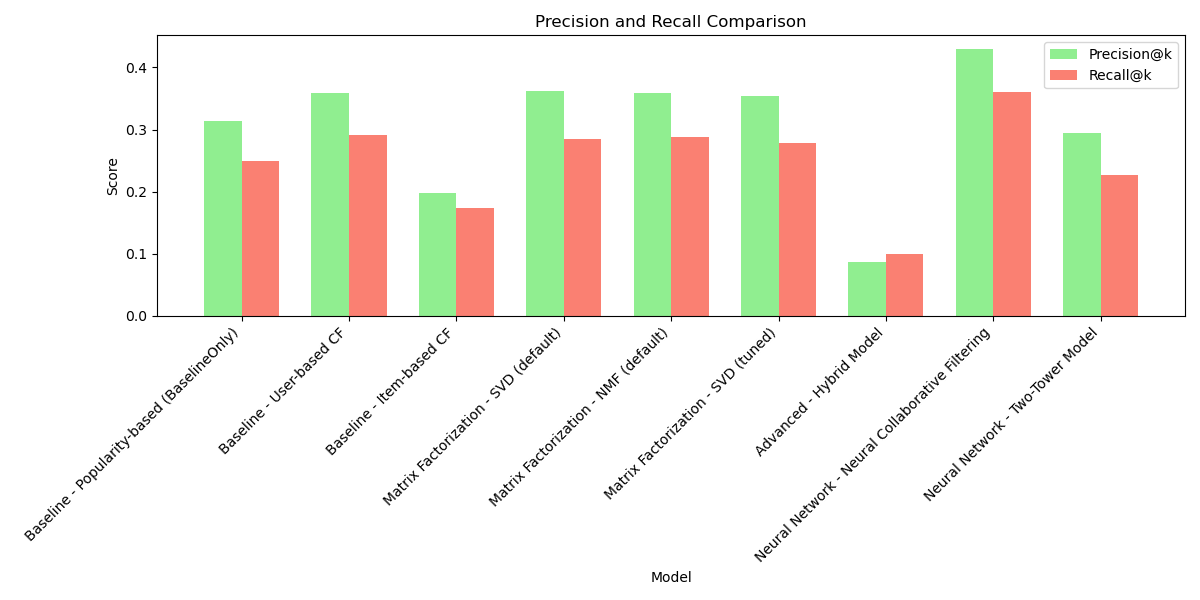 Precision and Recall Comparison
Precision@k
Recall@k
Score
0.4
0.3
0.2
0.1
0.0
Baseline - Popularity-based (BaselineOnly)
Baseline - User-based CF
Baseline - Item-based CF
Matrix Factorization - SVD (default)
Matrix Factorization - NMF (default)
Matrix Factorization - SVD (tuned)
Advanced - Hybrid Model
Neural Network - Neural Collaborative Filtering
Neural Network - Two-Tower Model
Model